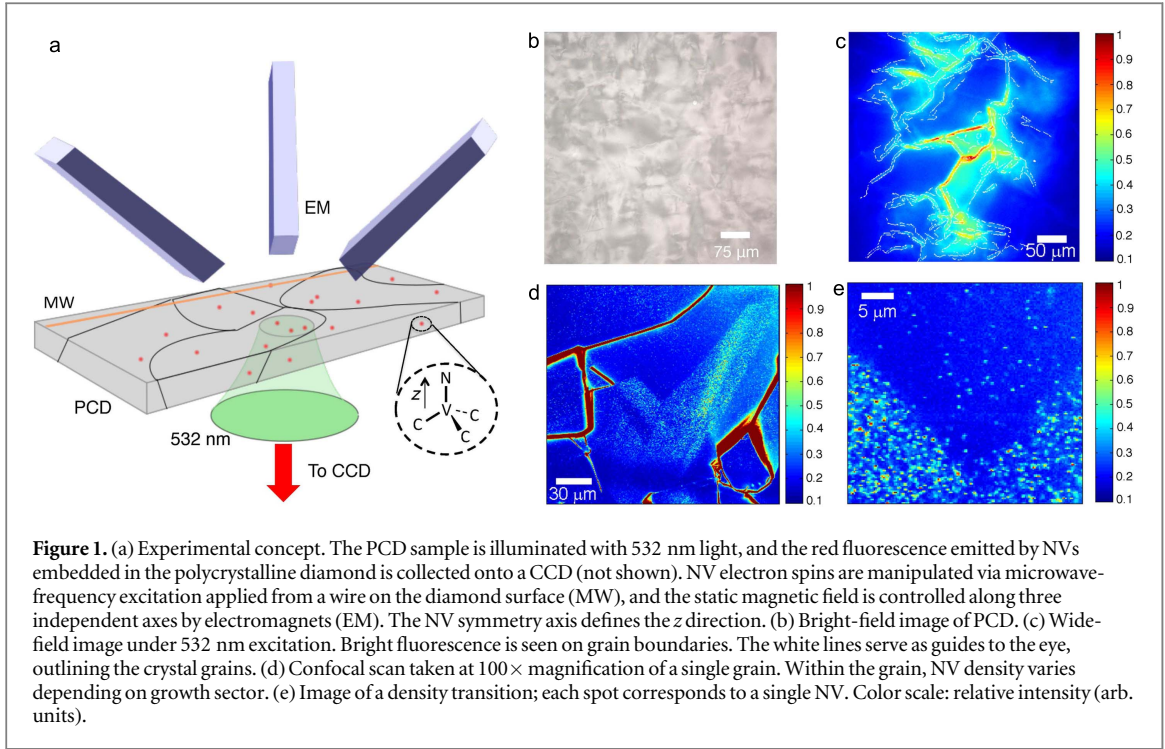 a
EM
MW
PCD
532 nm
To CCD
N
z
V
C
C
C
b
75 µm
c
50 µm
1
0.9
0.8
0.7
0.6
0.5
0.4
0.3
0.2
0.1
d
30 µm
1
0.9
0.8
0.7
0.6
0.5
0.4
0.3
0.2
0.1
e
5 µm
1
0.9
0.8
0.7
0.6
0.5
0.4
0.3
0.2
0.1
Figure 1. (a) Experimental concept. The PCD sample is illuminated with 532 nm light, and the red fluorescence emitted by NVs
embedded in the polycrystalline diamond is collected onto a CCD (not shown). NV electron spins are manipulated via microwave-
frequency excitation applied from a wire on the diamond surface (MW), and the static magnetic field is controlled along three
independent axes by electromagnets (EM). The NV symmetry axis defines the z direction. (b) Bright-field image of PCD. (c) Wide-
field image under 532 nm excitation. Bright fluorescence is seen on grain boundaries. The white lines serve as guides to the eye,
outlining the crystal grains. (d) Confocal scan taken at 100× magnification of a single grain. Within the grain, NV density varies
depending on growth sector. (e) Image of a density transition; each spot corresponds to a single NV. Color scale: relative intensity (arb.
units).